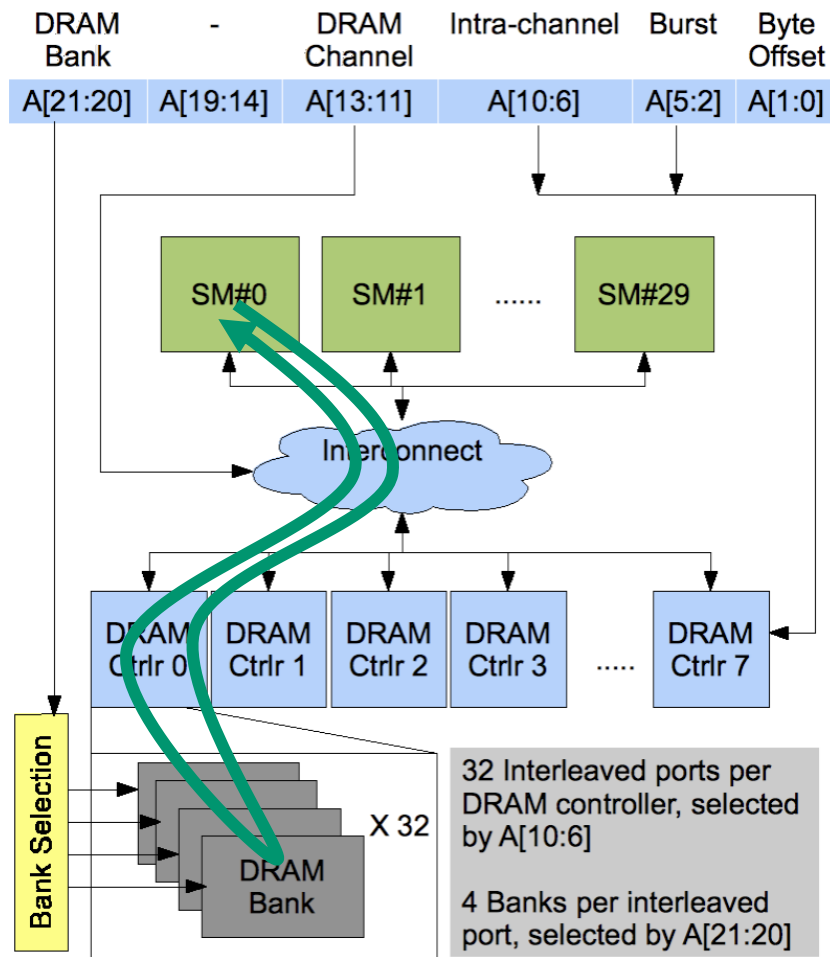 DRAM Bank
-
DRAM Channel
Intra-channel
Burst
Byte Offset
A[21:20]
A[19:14]
A[13:11]
A[10:6]
A[5:2]
A[1:0]
SM#0
SM#1
......
SM#29
Interconnect
DRAM
Ctrlr 0
DRAM
Ctrlr 1
DRAM
Ctrlr 2
DRAM
Ctrlr 3
.....
DRAM
Ctrlr 7
Bank Selection
DRAM
Bank
X 32
32 Interleaved ports per
DRAM controller, selected
by A[10:6]
4 Banks per interleaved
port, selected by A[21:20]